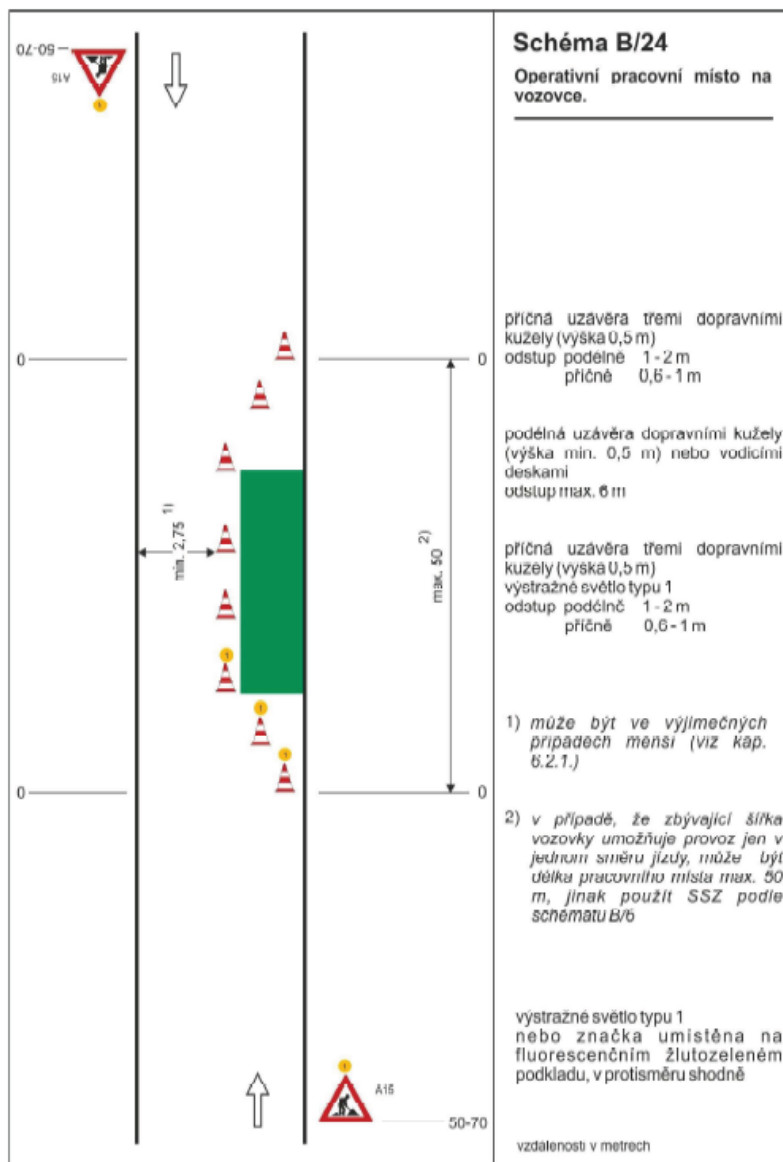 Schéma B/24
Operativní pracovní místo na
vozovce.
50-70
A15
1
0
0
příčná uzávěra třemi dopravními
kužely (výška 0,5 m)
odstup podélně 1 - 2 m
příčně 0,6 - 1 m
podélná uzávěra dopravními kužely
(výška min. 0,5 m) nebo vodicími
deskami
odstup max. 6 m
min. 2,75 1)
max. 50 2)
příčná uzávěra třemi dopravními
kužely (výška 0,5 m)
výstražné světlo typu 1
odstup podélně 1 - 2 m
příčně 0,6 - 1 m
1
1
1
1) může být ve výjimečných
případech menší (viz kap.
6.2.1.)
0
0
2) v případě, že zbývající šířka
vozovky umožňuje provoz jen v
jednom směru jízdy, může být
délka pracovního místa max. 50
m, jinak použít SSZ podle
schématu B/6
výstražné světlo typu 1
nebo značka umístěna na
fluorescenčním žlutozeleném
podkladu, v protisměru shodně
1
A15
50-70
vzdálenosti v metrech